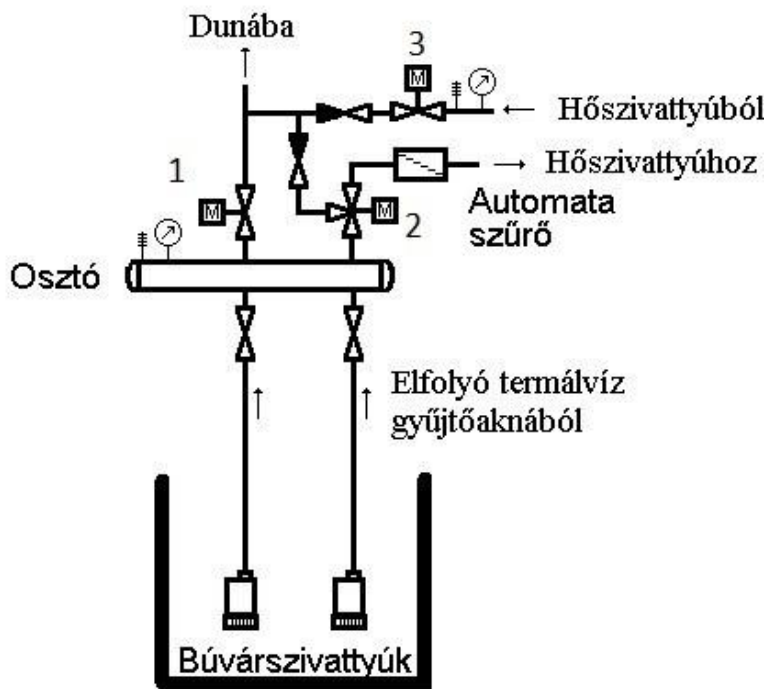 Dunába
3
M
← Hőszivattyúból
→ Hőszivattyúhoz
1
M
M
2
Automata
szűrő
Osztó
Elfolyó termálvíz
gyűjtőaknából
Búvárszivattyúk